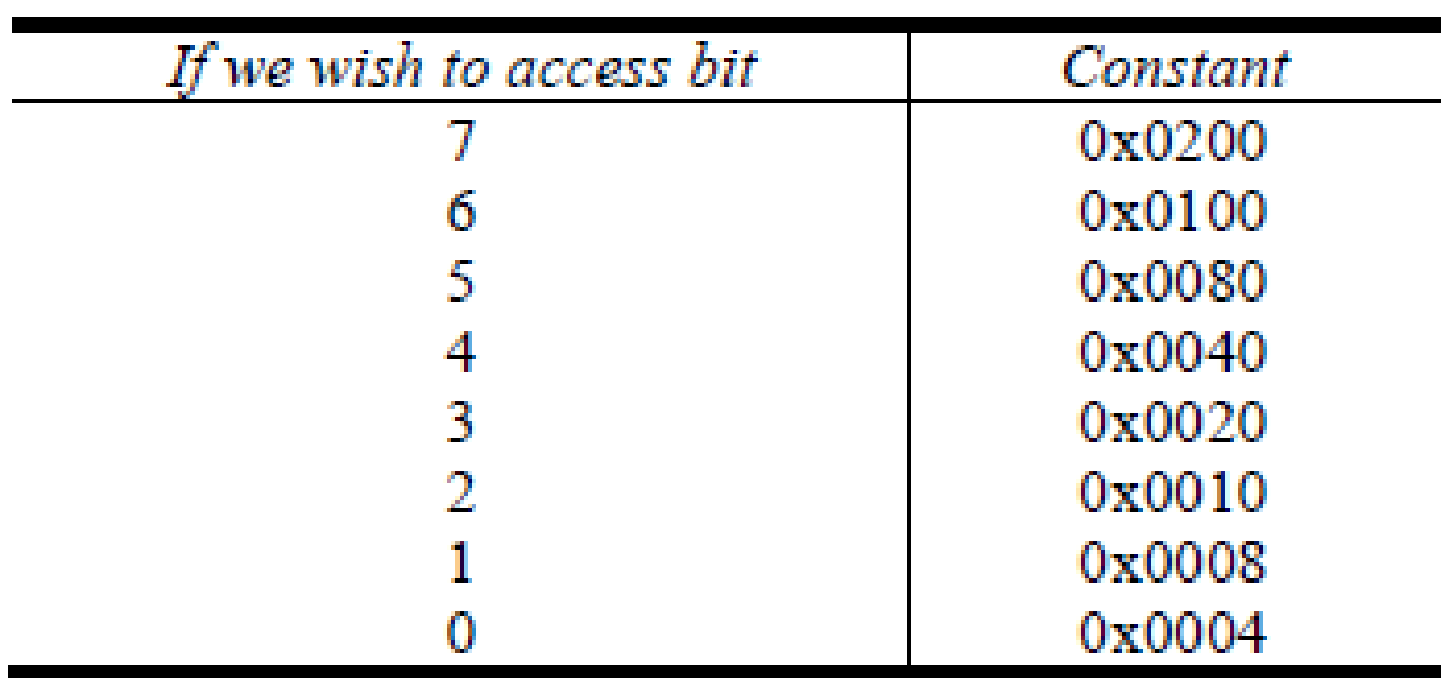 If we wish to access bit Constant
7 0x0200
6 0x0100
5 0x0080
4 0x0040
3 0x0020
2 0x0010
1 0x0008
0 0x0004